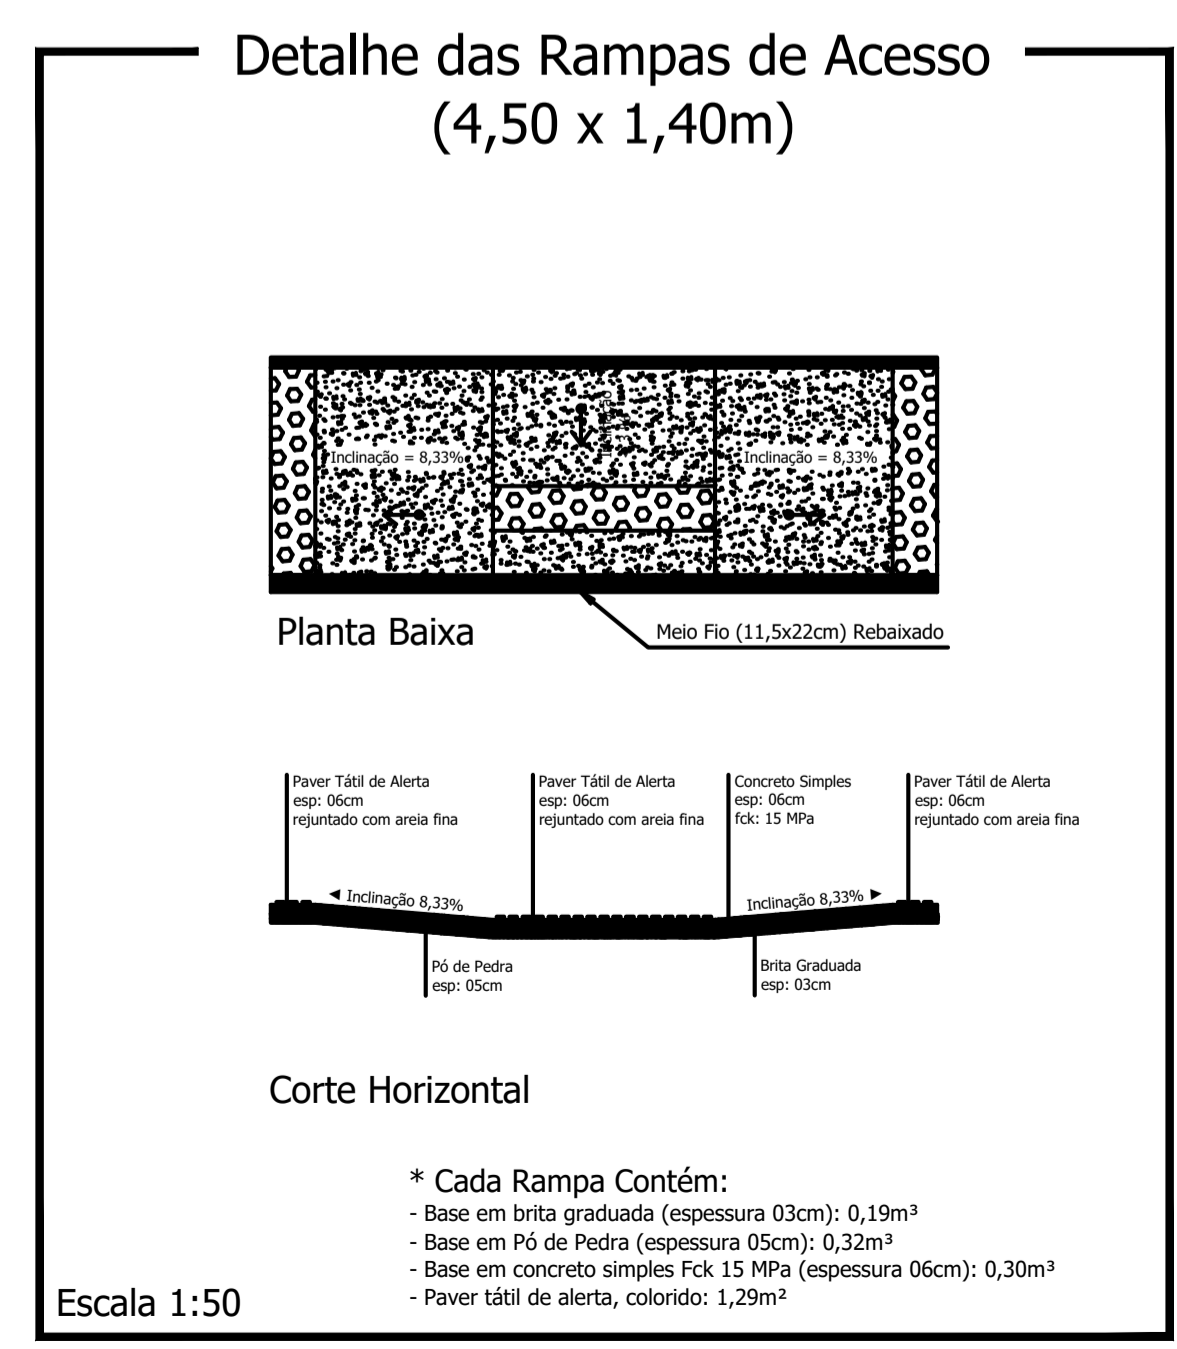 Detalhe das Rampas de Acesso
(4,50 x 1,40m)
Inclinação = 8,33%
Inclinação
Inclinação = 8,33%
Planta Baixa
Meio Fio (11,5x22cm) Rebaixado
Paver Tátil de Alerta
esp: 06cm
rejuntado com areia fina
Paver Tátil de Alerta
esp: 06cm
rejuntado com areia fina
Concreto Simples
esp: 06cm
fck: 15 MPa
Paver Tátil de Alerta
esp: 06cm
rejuntado com areia fina
◄ Inclinação 8,33%
Inclinação 8,33% ►
Pó de Pedra
esp: 05cm
Brita Graduada
esp: 03cm
Corte Horizontal
* Cada Rampa Contém:
- Base em brita graduada (espessura 03cm): 0,19m³
- Base em Pó de Pedra (espessura 05cm): 0,32m³
- Base em concreto simples Fck 15 MPa (espessura 06cm): 0,30m³
- Paver tátil de alerta, colorido: 1,29m²
Escala 1:50